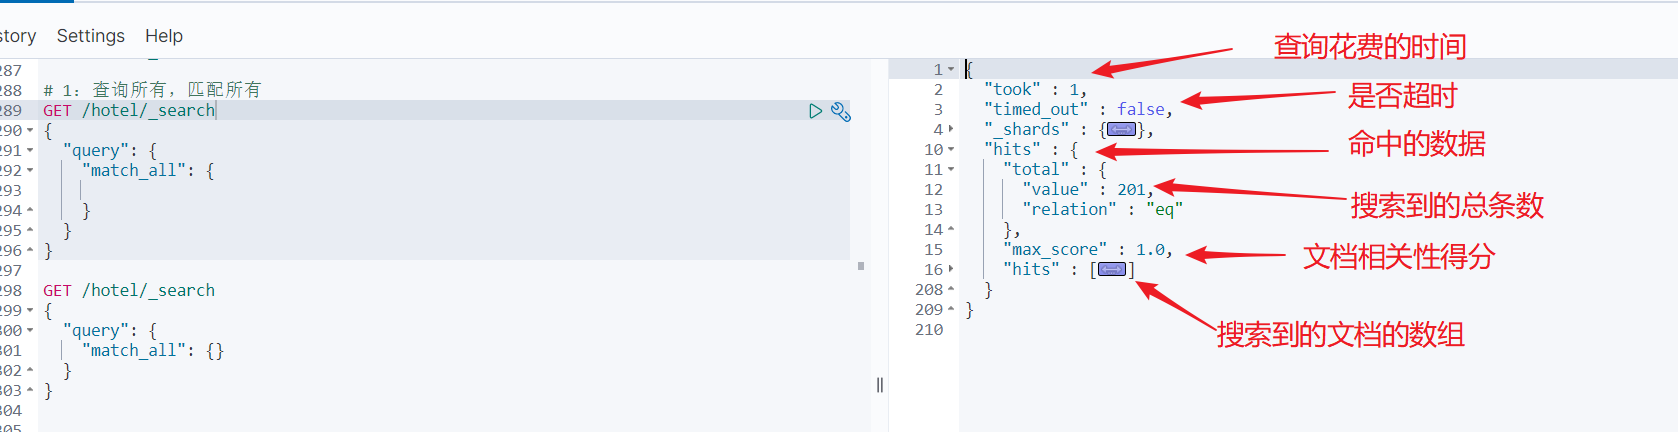 story Settings Help
287
288 # 1：查询所有，匹配所有
289 GET /hotel/_search
290 {
291 "query": {
292 "match_all": {
293
294 }
295 }
296 }
297
298 GET /hotel/_search
299 {
300 "query": {
301 "match_all": {}
302 }
303 }
304
305
1 {
2 "took" : 1,
3 "timed_out" : false,
4 "_shards" : {},
10 "hits" : {
11 "total" : {
12 "value" : 201,
13 "relation" : "eq"
14 },
15 "max_score" : 1.0,
16 "hits" : []
208 }
209 }
210
查询花费的时间
是否超时
命中的数据
搜索到的总条数
文档相关性得分
搜索到的文档的数组